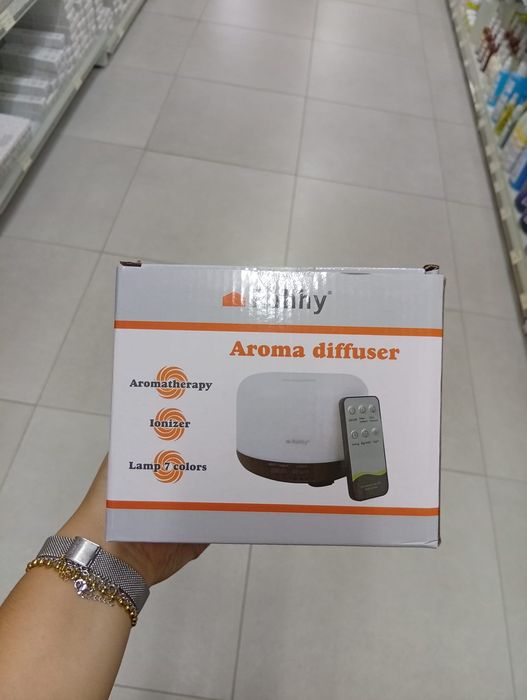 Aroma diffuser
Aromatherapy
Ionizer
Lamp 7 colors